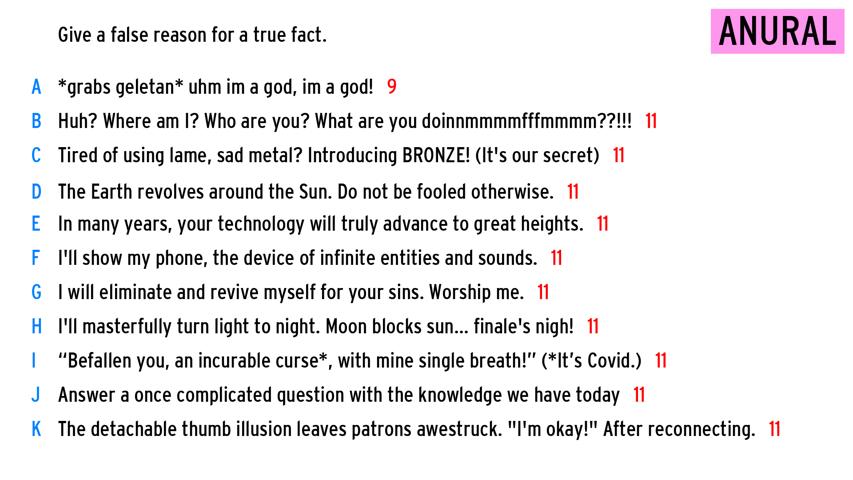 Give a false reason for a true fact.
ANURAL
A *grabs geletan* uhm im a god, im a god! 9
B Huh? Where am I? Who are you? What are you doinnmmmmfffmmmm??!!! 11
C Tired of using lame, sad metal? Introducing BRONZE! (It's our secret) 11
D The Earth revolves around the Sun. Do not be fooled otherwise. 11
E In many years, your technology will truly advance to great heights. 11
F I'll show my phone, the device of infinite entities and sounds. 11
G I will eliminate and revive myself for your sins. Worship me. 11
H I'll masterfully turn light to night. Moon blocks sun... finale's nigh! 11
I “Befallen you, an incurable curse*, with mine single breath!” (*It’s Covid.) 11
J Answer a once complicated question with the knowledge we have today 11
K The detachable thumb illusion leaves patrons awestruck. "I'm okay!" After reconnecting. 11